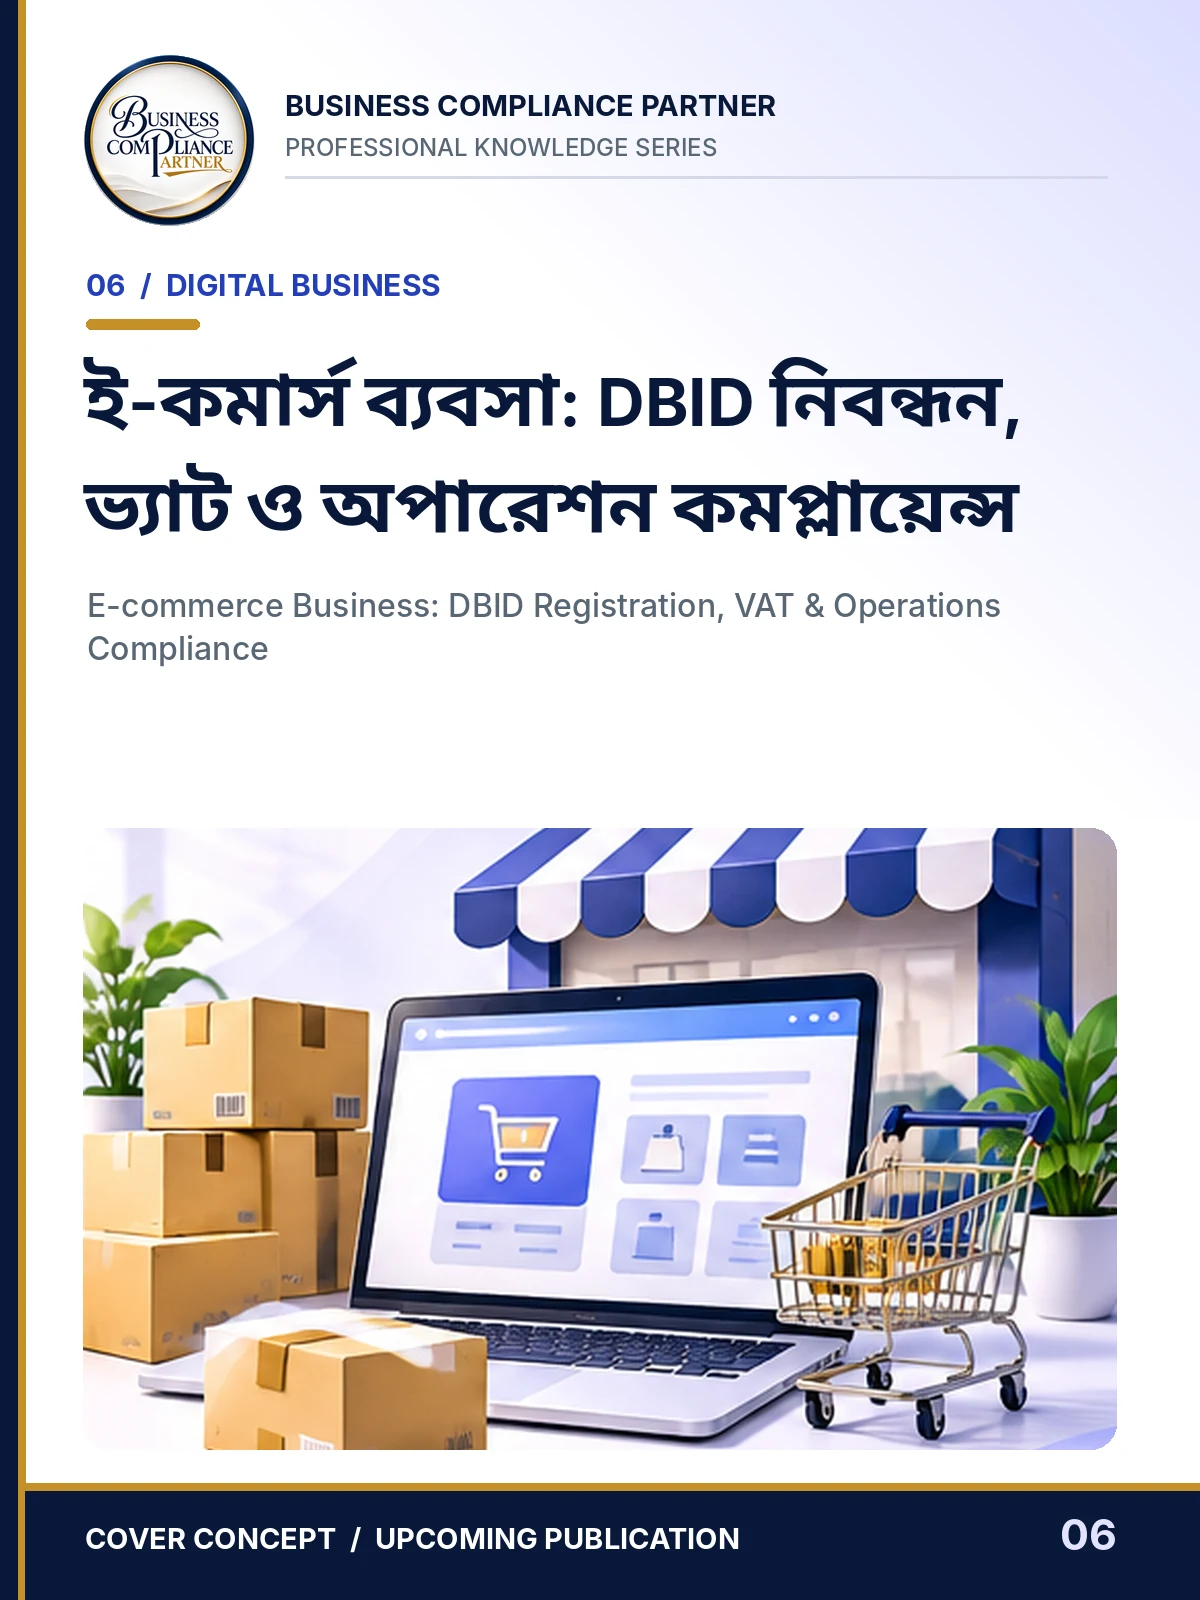 BUSINESS
COMPLIANCE
PARTNER
BUSINESS COMPLIANCE PARTNER
PROFESSIONAL KNOWLEDGE SERIES
06 / DIGITAL BUSINESS
ই-কমার্স ব্যবসা: DBID নিবন্ধন,
ভ্যাট ও অপারেশন কমপ্লায়েন্স
E-commerce Business: DBID Registration, VAT & Operations
Compliance
COVER CONCEPT / UPCOMING PUBLICATION
06